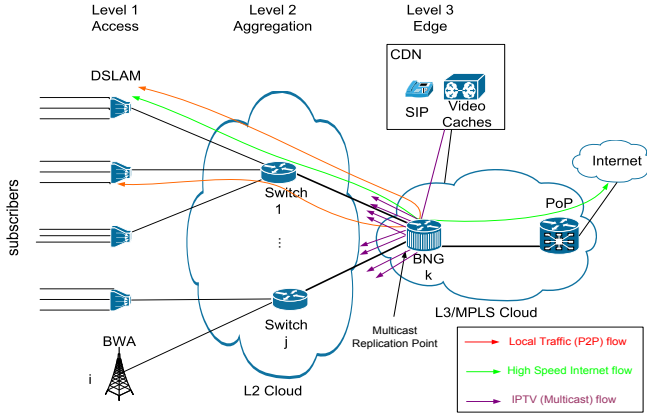 Level 1
Access
Level 2
Aggregation
Level 3
Edge
CDN
DSLAM
SIP
Video
Caches
Internet
subscribers
Switch
1
...
PoP
BNG
k
Switch
j
Multicast
Replication Point
L3/MPLS Cloud
BWA
i
L2 Cloud
Local Traffic (P2P) flow
High Speed Internet flow
IPTV (Multicast) flow